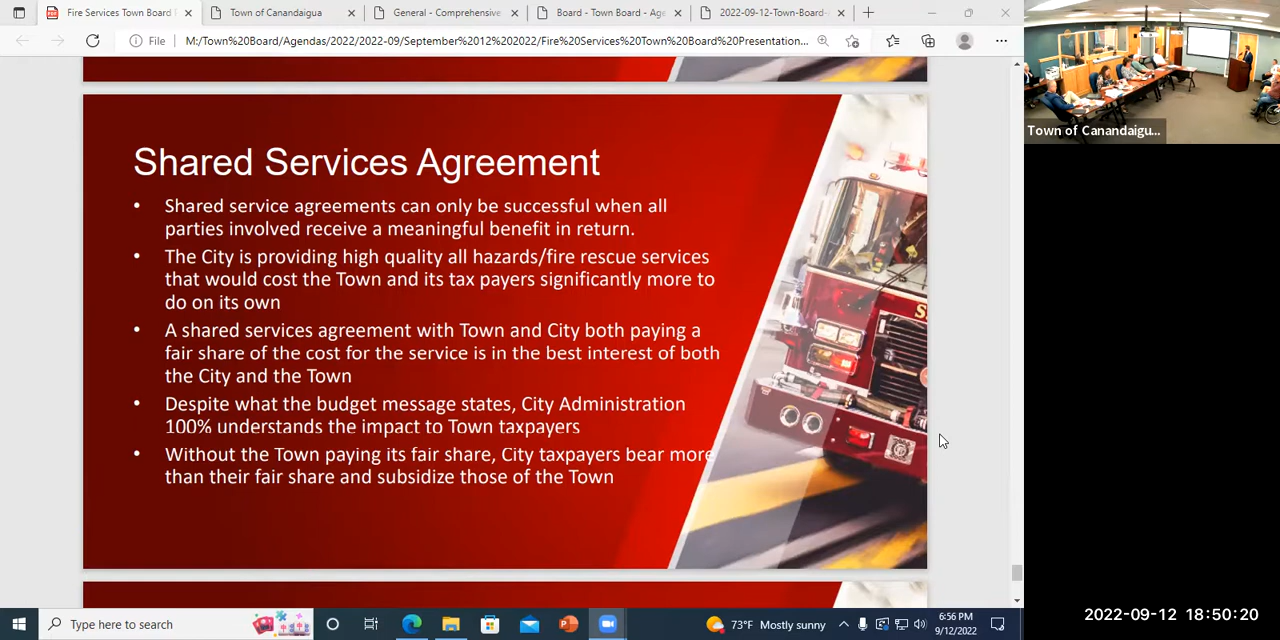 Fire Services Town Board
Town of Canandaigua
General - Comprehensive
Board - Town Board - Age
2022-09-12-Town-Board-
File
M:/Town%20Board/Agendas/2022/2022-09/September%2012%202022/Fire%20Services%20Town%20Board%20Presentation...
Town of Canandaigu...
Shared Services Agreement
• Shared service agreements can only be successful when all
parties involved receive a meaningful benefit in return.
• The City is providing high quality all hazards/fire rescue services
that would cost the Town and its tax payers significantly more to
do on its own
• A shared services agreement with Town and City both paying a
fair share of the cost for the service is in the best interest of both
the City and the Town
• Despite what the budget message states, City Administration
100% understands the impact to Town taxpayers
• Without the Town paying its fair share, City taxpayers bear more
than their fair share and subsidize those of the Town
Type here to search
73°F Mostly sunny
6:56 PM
9/12/2022
2022-09-12 18:50:20